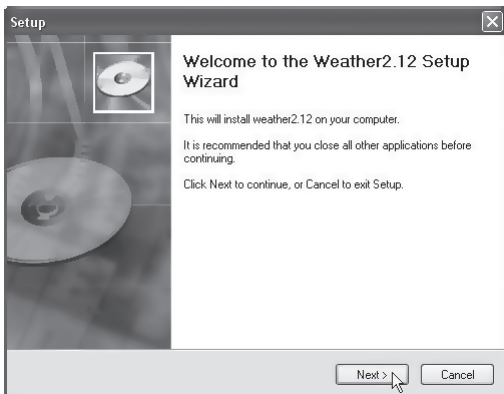 Setup
Welcome to the Weather2.12 Setup
Wizard
This will install weather2.12 on your computer.
It is recommended that you close all other applications before
continuing.
Click Next to continue, or Cancel to exit Setup.
Next >
Cancel